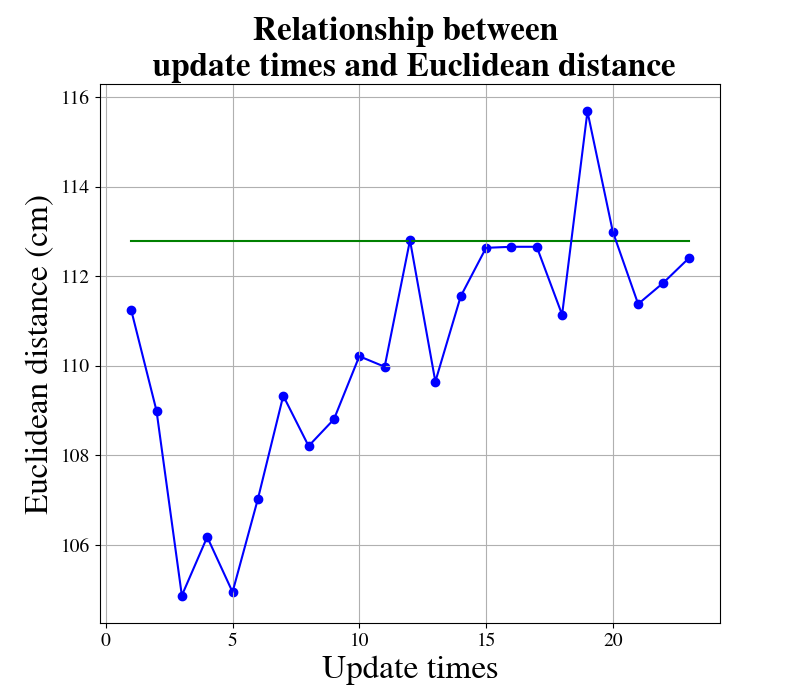 Relationship between
update times and Euclidean distance
116
114
112
110
108
106
Euclidean distance (cm)
0 5 10 15 20
Update times